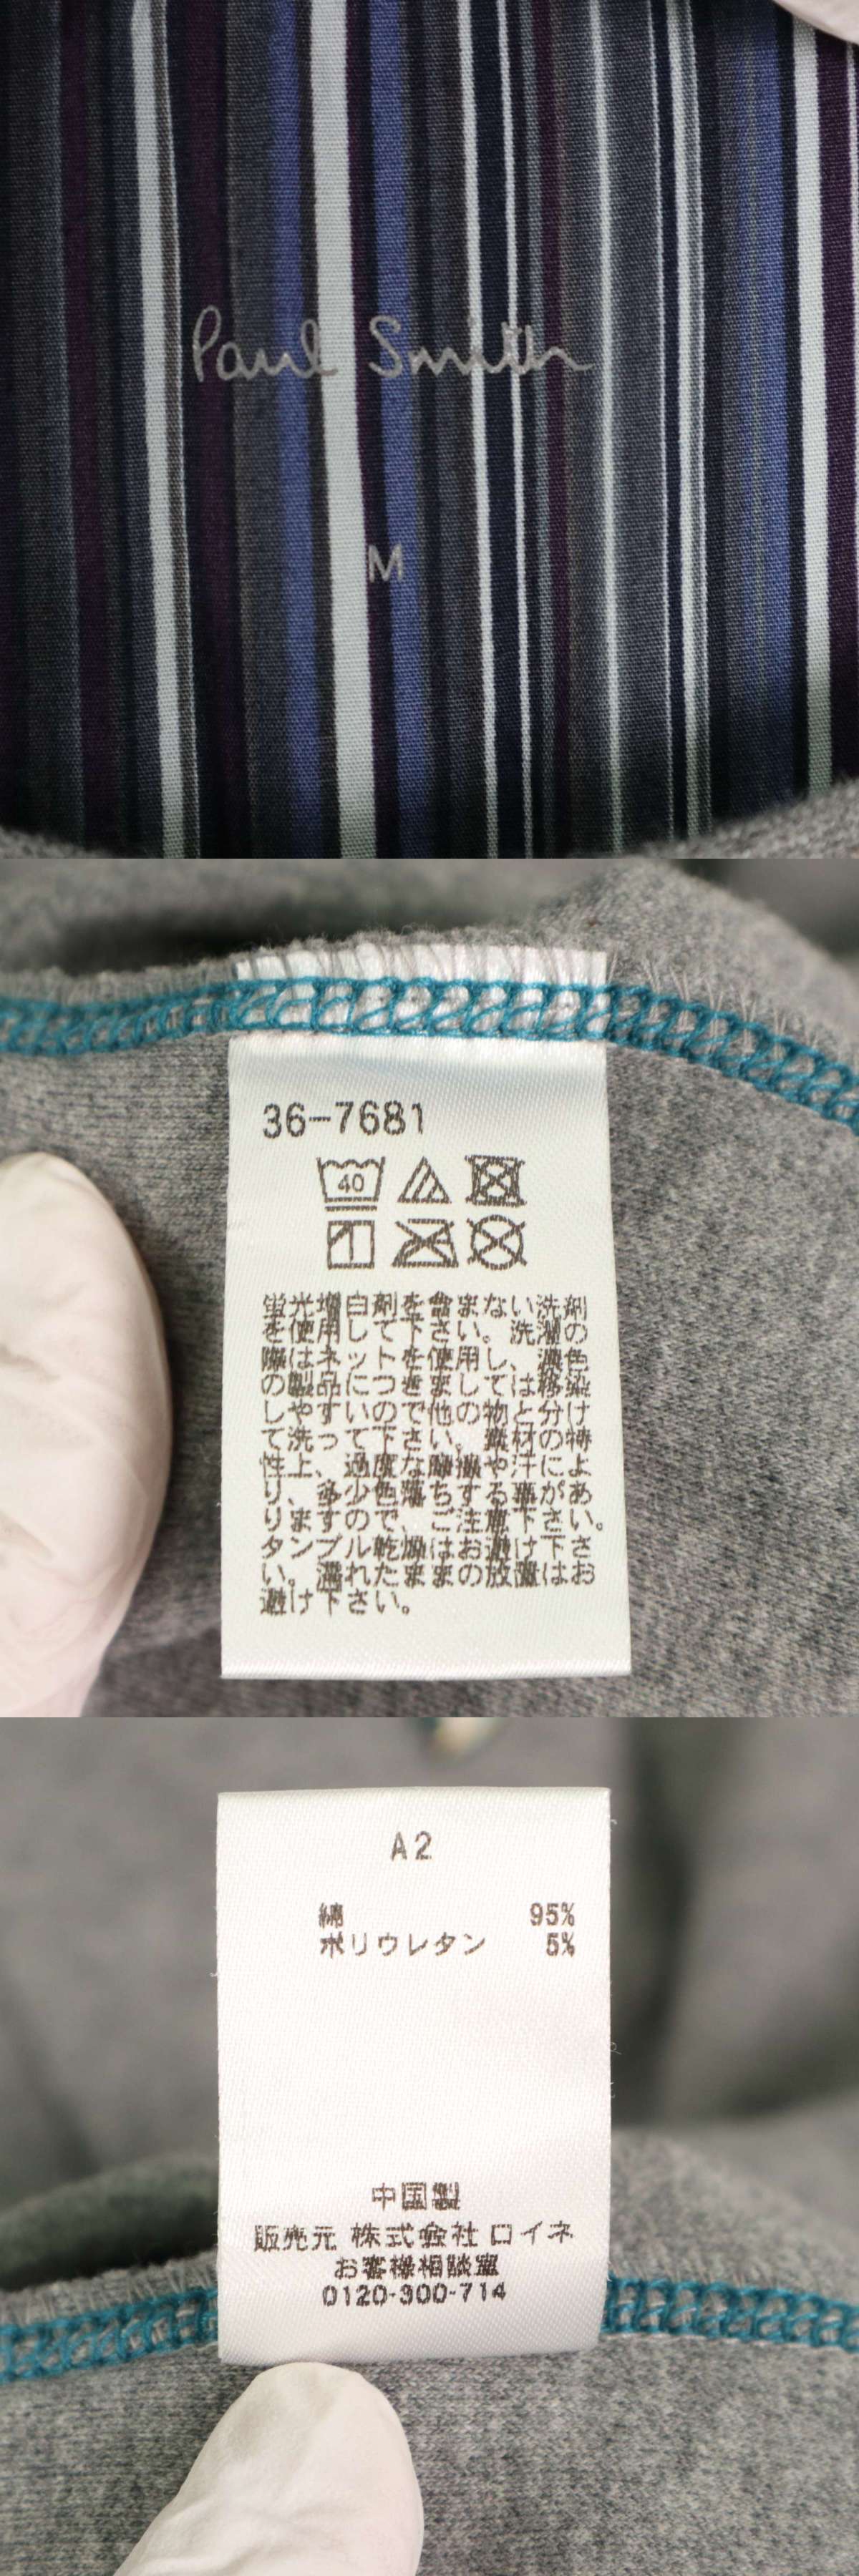 Paul Smith
M
36-7681
40
蛍光増白剤を含まない洗剤
を使用して下さい。洗濯の
際はネットを使用し、濃色
の製品につきましては移染
しやすいので他の物と分け
て洗って下さい。素材の特
性上、過度な摩擦や汗によ
り、多少色落ちする事があ
りますので、ご注意下さい。
タンブル乾燥はお避け下さ
い。濡れたままの放置はお
避け下さい。
A2
綿 95%
ポリウレタン 5%
中国製
販売元 株式会社 ロイネ
お客様相談室
0120-300-714